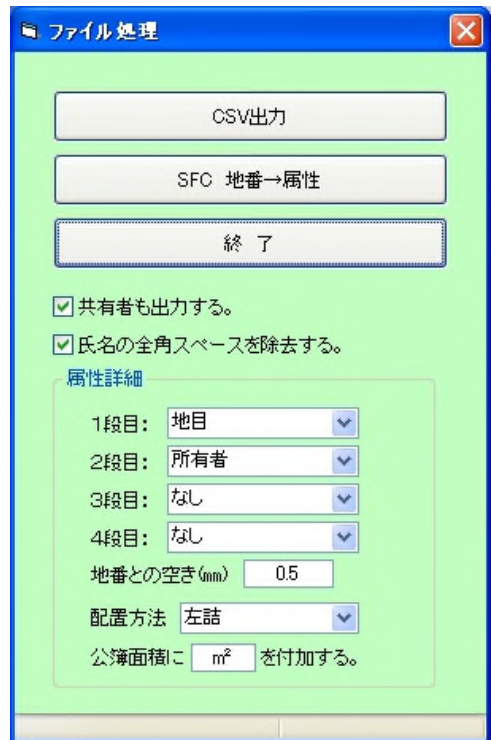 ファイル処理
CSV出力
SFC 地番→属性
終 了
共有者も出力する。
氏名の全角スペースを除去する。
属性詳細
1段目： 地目
2段目： 所有者
3段目： なし
4段目： なし
地番との空き(㎜) 0.5
配置方法 左詰
公簿面積に ㎡ を付加する。